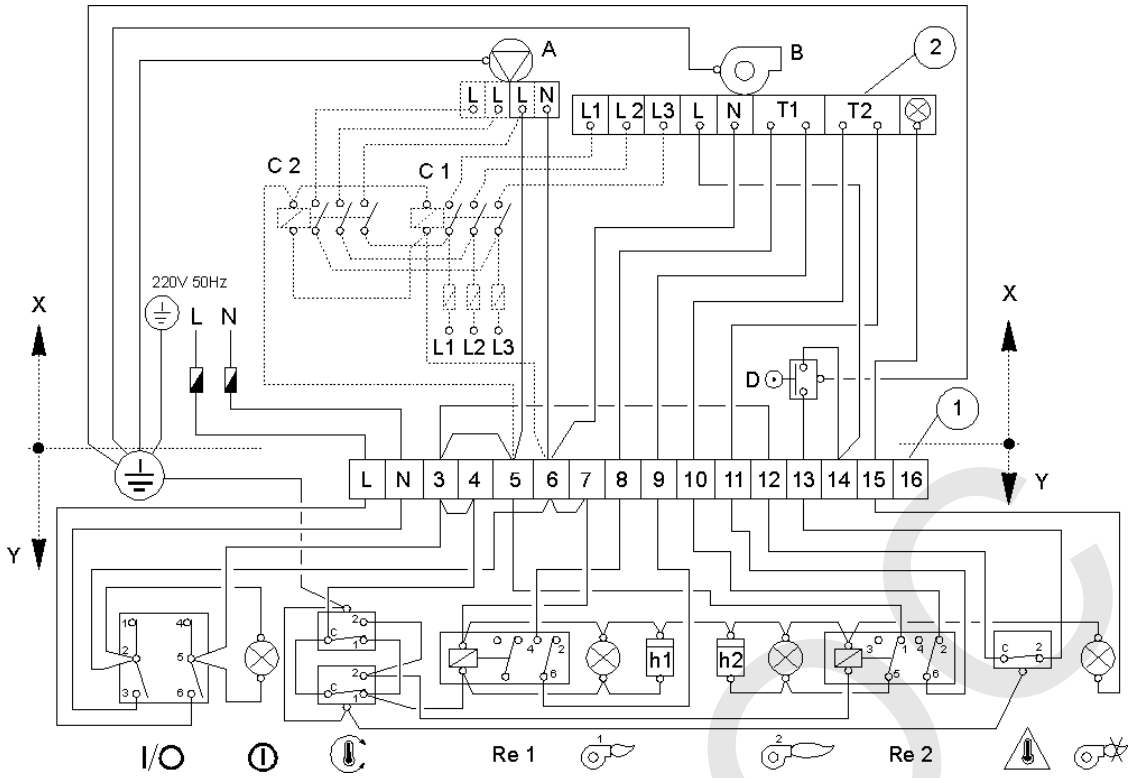 A
B
2
L L L N
L1 L2 L3 L N T1 T2
C 2 C 1
220V 50Hz
X L N
L1 L2 L3
X
D
1
L N 3 4 5 6 7 8 9 10 11 12 13 14 15 16
Y
Y
1 4
2 5
3 6
2
C 1
2
C 1
4 2
6
h1
h2
3 1 4 2
5 6
C 2
I/O
Re 1
1
2
Re 2